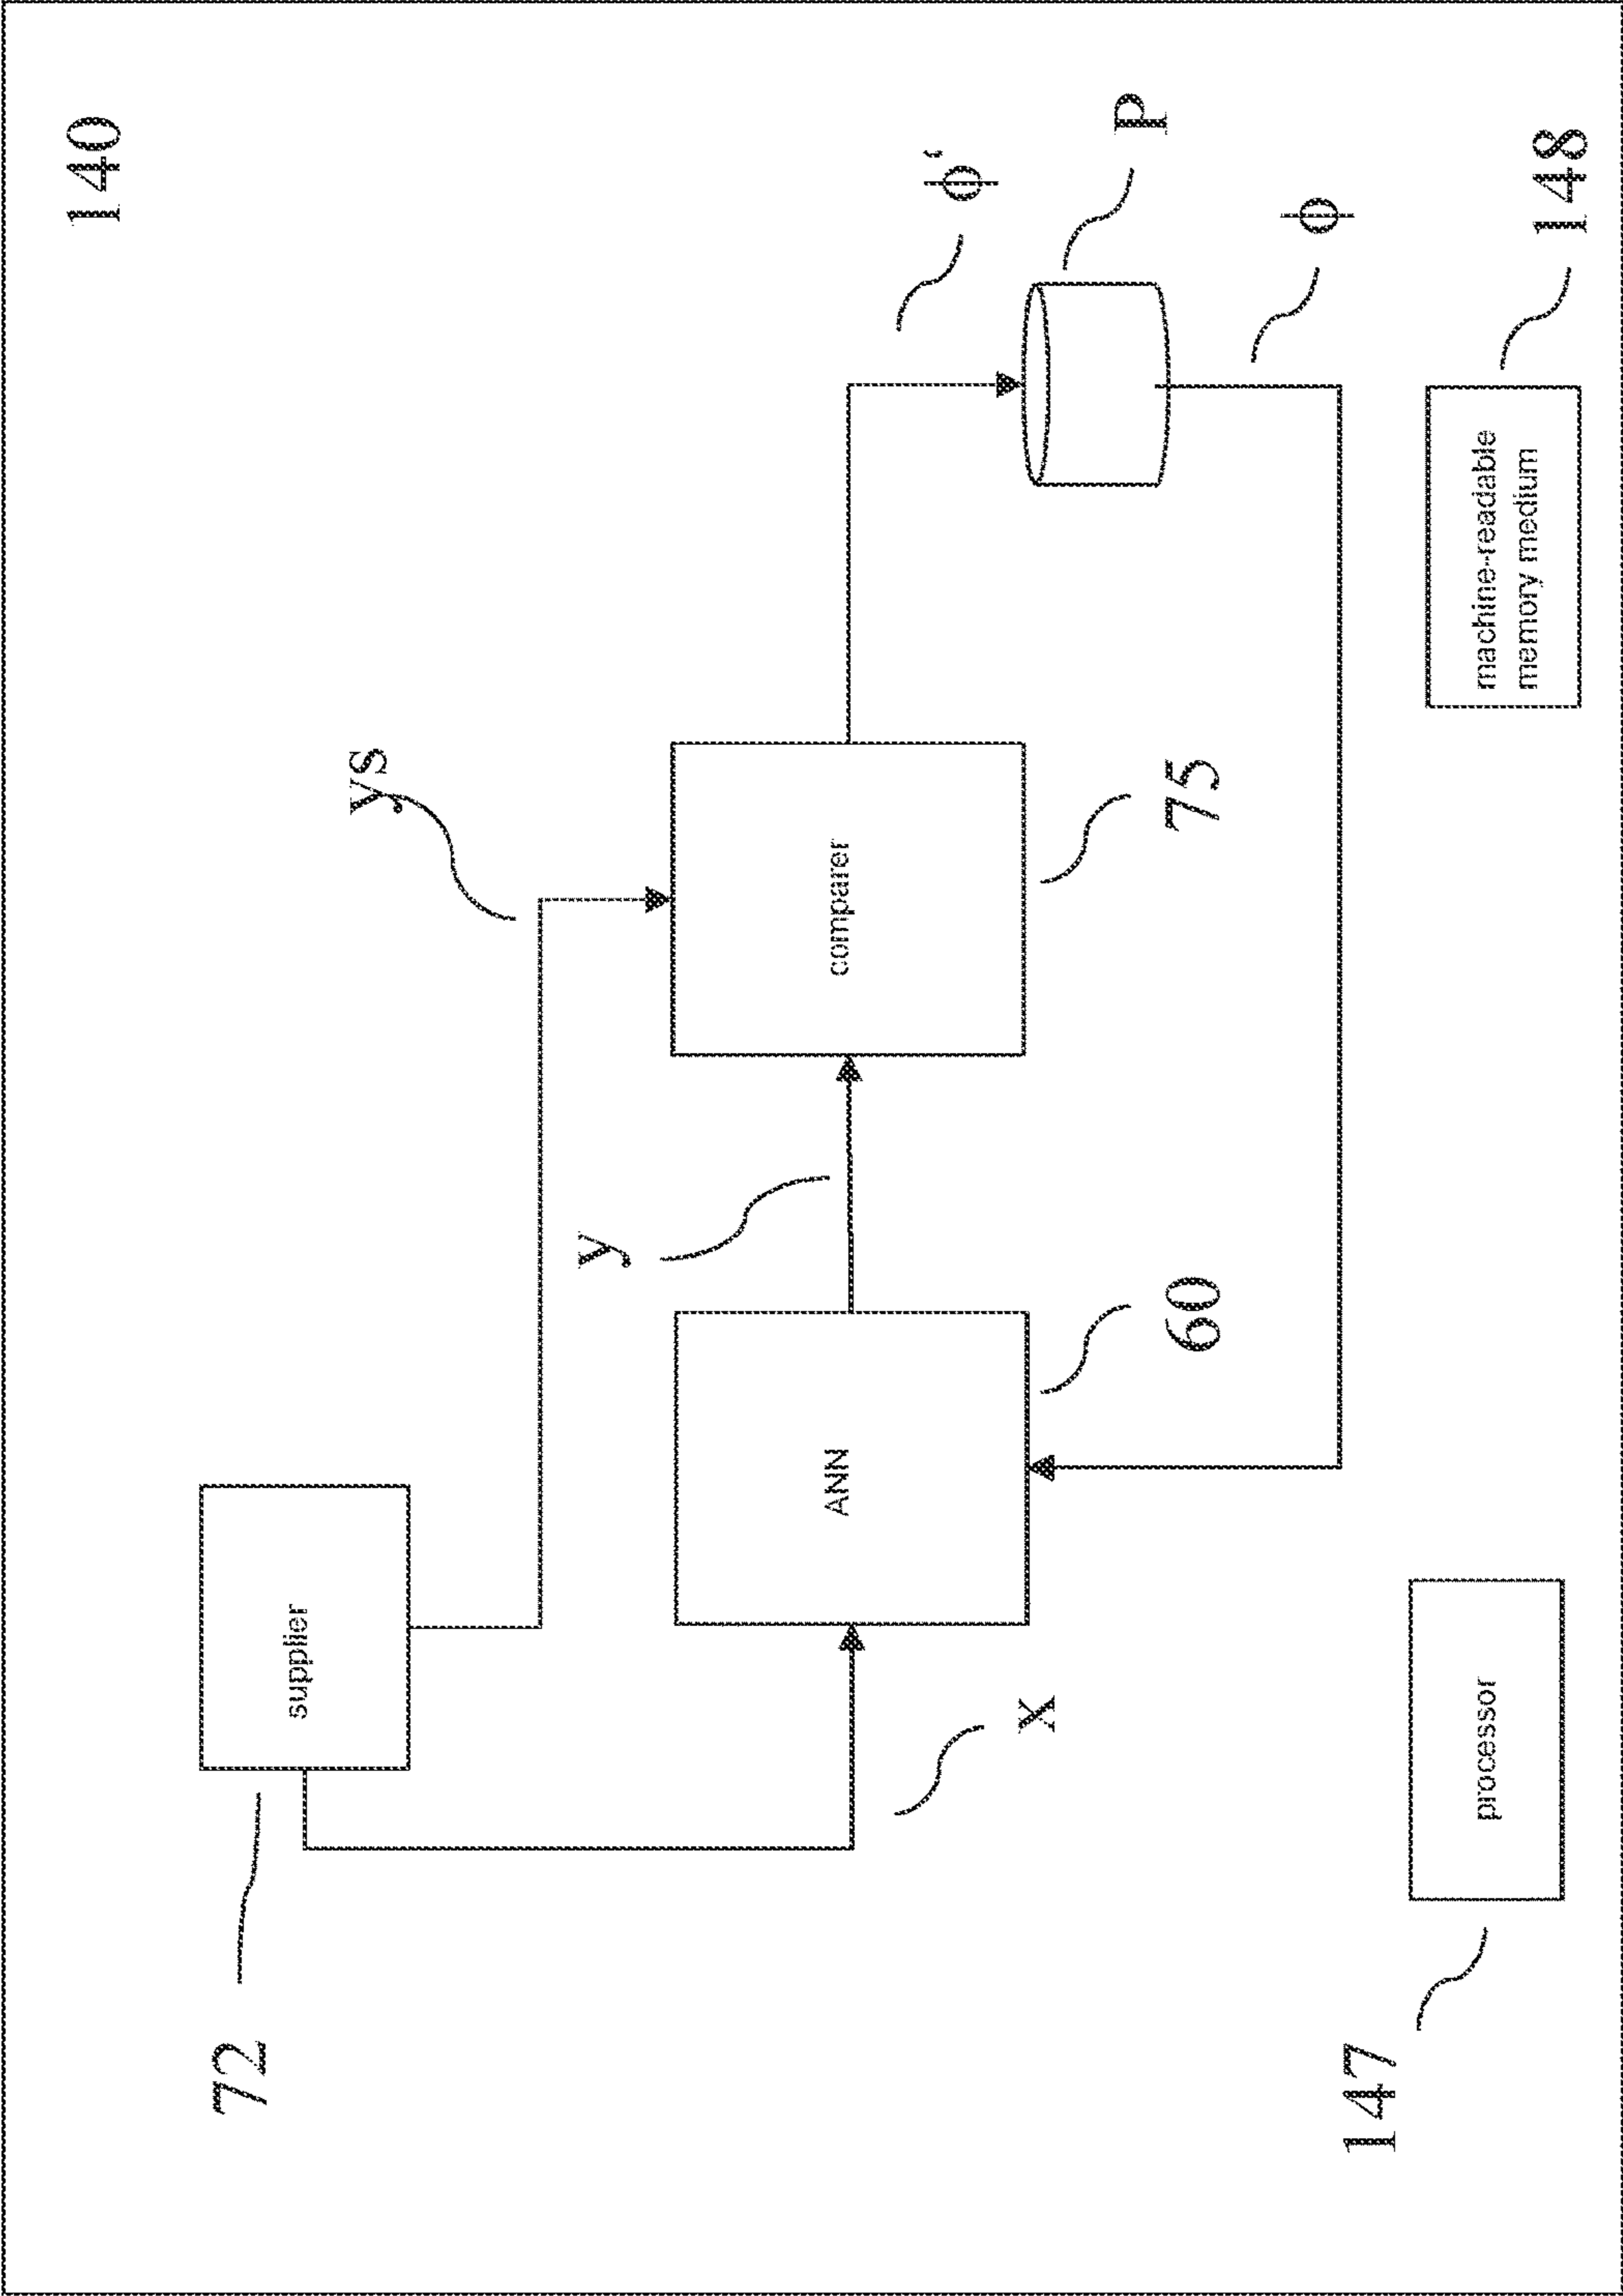 140
72
supplier
ys
y
x
ANN
60
comparer
75
ϕ‘
P
ϕ
147
processor
machine-readable
memory medium
148